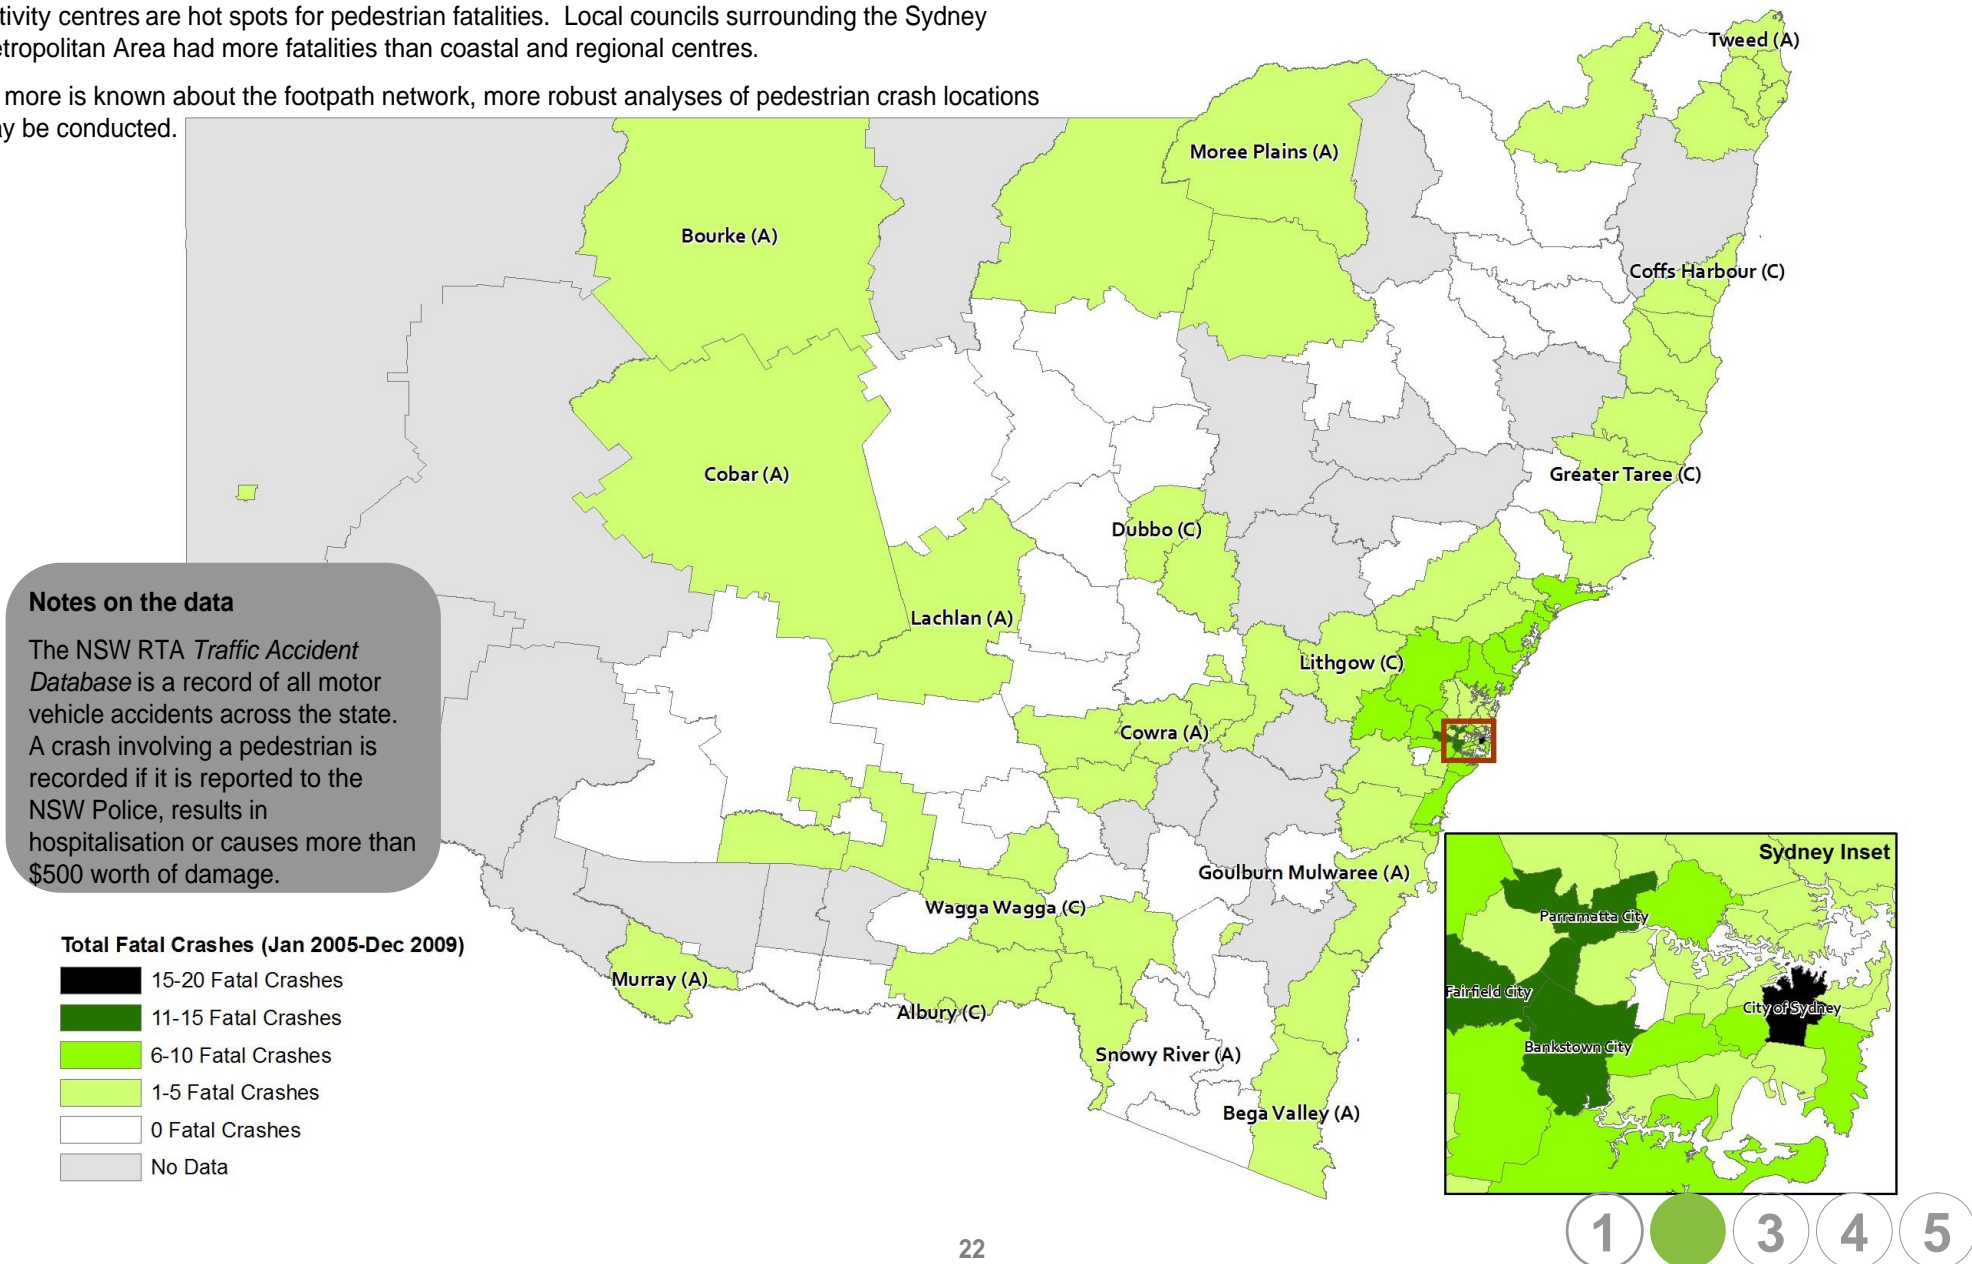 tivity centres are hot spots for pedestrian fatalities. Local councils surrounding the Sydney
etropolitan Area had more fatalities than coastal and regional centres.
more is known about the footpath network, more robust analyses of pedestrian crash locations
ay be conducted.
Tweed (A)
Moree Plains (A)
Bourke (A)
Coffs Harbour (C)
Cobar (A)
Greater Taree (C)
Dubbo (C)
Lachlan (A)
Lithgow (C)
Cowra (A)
Goulburn Mulwaree (A)
Wagga Wagga (C)
Murray (A)
Albury (C)
Snowy River (A)
Bega Valley (A)
Notes on the data
The NSW RTA Traffic Accident
Database is a record of all motor
vehicle accidents across the state.
A crash involving a pedestrian is
recorded if it is reported to the
NSW Police, results in
hospitalisation or causes more than
$500 worth of damage.
Total Fatal Crashes (Jan 2005-Dec 2009)
15-20 Fatal Crashes
11-15 Fatal Crashes
6-10 Fatal Crashes
1-5 Fatal Crashes
0 Fatal Crashes
No Data
Sydney Inset
Parramatta City
Fairfield City
City of Sydney
Bankstown City
22
1 3 4 5